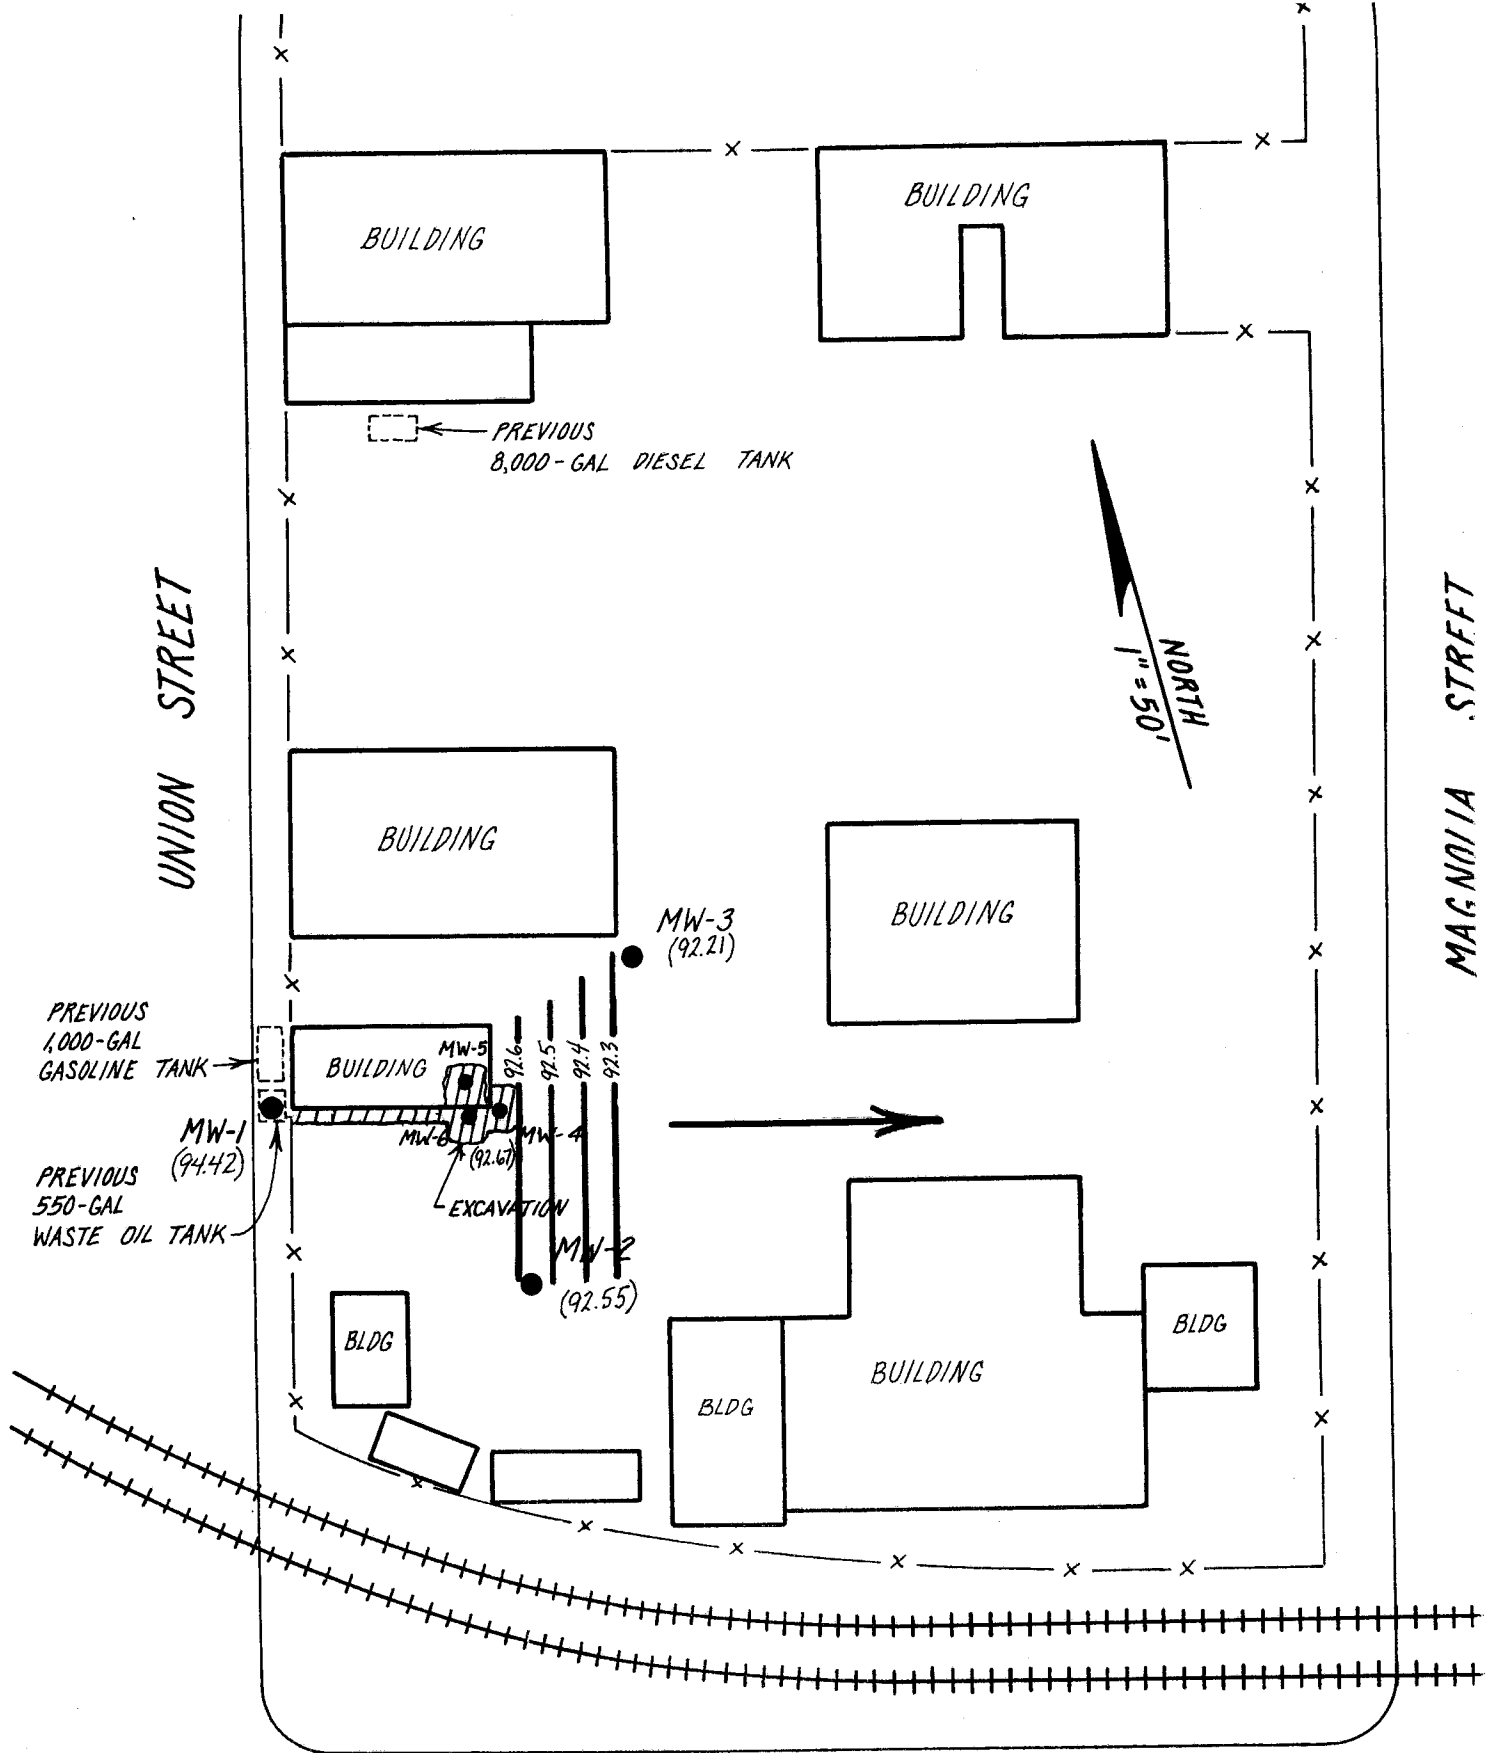 BUILDING
BUILDING
PREVIOUS
8,000-GAL DIESEL TANK
UNION STREET
MAGNOLIA STREET
NORTH
1" = 50'
BUILDING
BUILDING
MW-3
(92.21)
PREVIOUS
1,000-GAL
GASOLINE TANK
BUILDING
MW-5
92.6
92.5
92.4
92.3
MW-1
(94.42)
MW-6
MW-4
(92.67)
PREVIOUS
550-GAL
WASTE OIL TANK
EXCAVATION
MW-2
(92.55)
BLDG
BLDG
BUILDING
BLDG